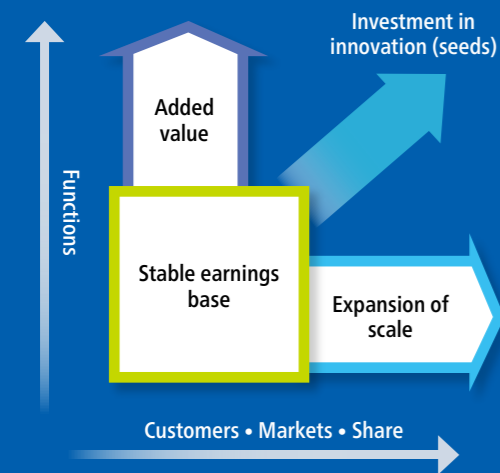 Investment in
innovation (seeds)
Added
value
Functions
Stable earnings
base
Expansion of
scale
Customers • Markets • Share